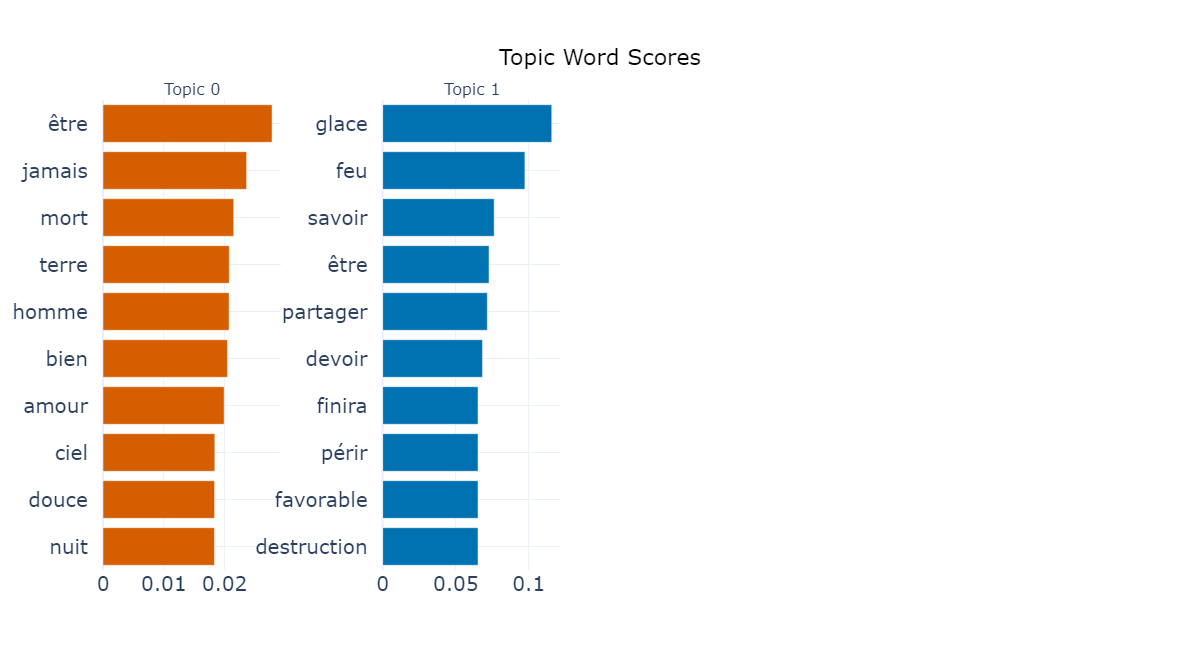 Topic Word Scores
Topic 0
être
jamais
mort
terre
homme
bien
amour
ciel
douce
nuit
0 0.01 0.02
Topic 1
glace
feu
savoir
être
partager
devoir
finira
périr
favorable
destruction
0 0.05 0.1